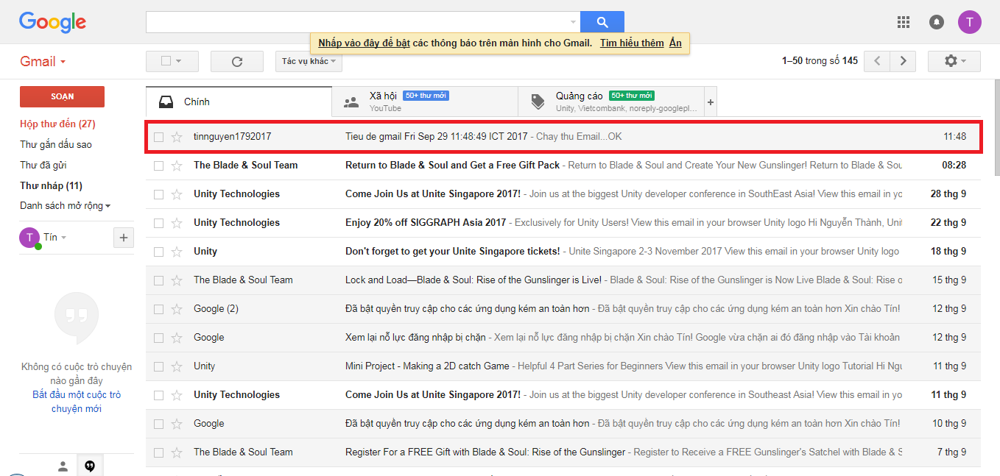 Google
Nhấp vào đây để bật các thông báo trên màn hình cho Gmail. Tìm hiểu thêm Ẩn
T
Gmail
Tác vụ khác
1–50 trong số 145
SOẠN
Hộp thư đến (27)
Thư gắn dấu sao
Thư đã gửi
Thư nháp (11)
Danh sách mở rộng
T Tín +
Không có cuộc trò chuyện
nào gần đây
Bắt đầu một cuộc trò
chuyện mới
Chính
Xã hội 50+ thư mới
YouTube
Quảng cáo 50+ thư mới
Unity, Vietcombank, noreply-googlepl...
+
tinnguyen1792017 Tieu de gmail Fri Sep 29 11:48:49 ICT 2017 - Chay thu Email...OK 11:48
The Blade & Soul Team Return to Blade & Soul and Get a Free Gift Pack - Return to Blade & Soul and Create Your New Gunslinger! Return to Blade & Sou 08:28
Unity Technologies Come Join Us at Unite Singapore 2017! - Join us at the biggest Unity developer conference in SouthEast Asia! View this email in yo 28 thg 9
Unity Technologies Enjoy 20% off SIGGRAPH Asia 2017 - Exclusively for Unity Users! View this email in your browser Unity logo Hi Nguyễn Thành, Unit 22 thg 9
Unity Don't forget to get your Unite Singapore tickets! - Unite Singapore 2-3 November 2017 View this email in your browser Unity logo 18 thg 9
The Blade & Soul Team Lock and Load—Blade & Soul: Rise of the Gunslinger is Live! - Blade & Soul: Rise of the Gunslinger is Now Live Blade & Soul: Rise o 15 thg 9
Google (2) Đã bật quyền truy cập cho các ứng dụng kém an toàn hơn - Đã bật quyền truy cập cho các ứng dụng kém an toàn hơn Xin chào Tín! 12 thg 9
Google Xem lại nỗ lực đăng nhập bị chặn - Xem lại nỗ lực đăng nhập bị chặn Xin chào Tín! Google vừa chặn ai đó đăng nhập vào Tài khoản 12 thg 9
Unity Mini Project - Making a 2D catch Game - Helpful 4 Part Series for Beginners View this email in your browser Unity logo Tutorial Hi Ngu 11 thg 9
Unity Technologies Come Join Us at Unite Singapore 2017! - Join us at the biggest Unity developer conference in Southeast Asia! View this email in yo 11 thg 9
Google Đã bật quyền truy cập cho các ứng dụng kém an toàn hơn - Đã bật quyền truy cập cho các ứng dụng kém an toàn hơn Xin chào Tín! 10 thg 9
The Blade & Soul Team Register For a FREE Gift with Blade & Soul: Rise of the Gunslinger - Register to Receive a FREE Gunslinger's Satchel with Blade & S 7 thg 9